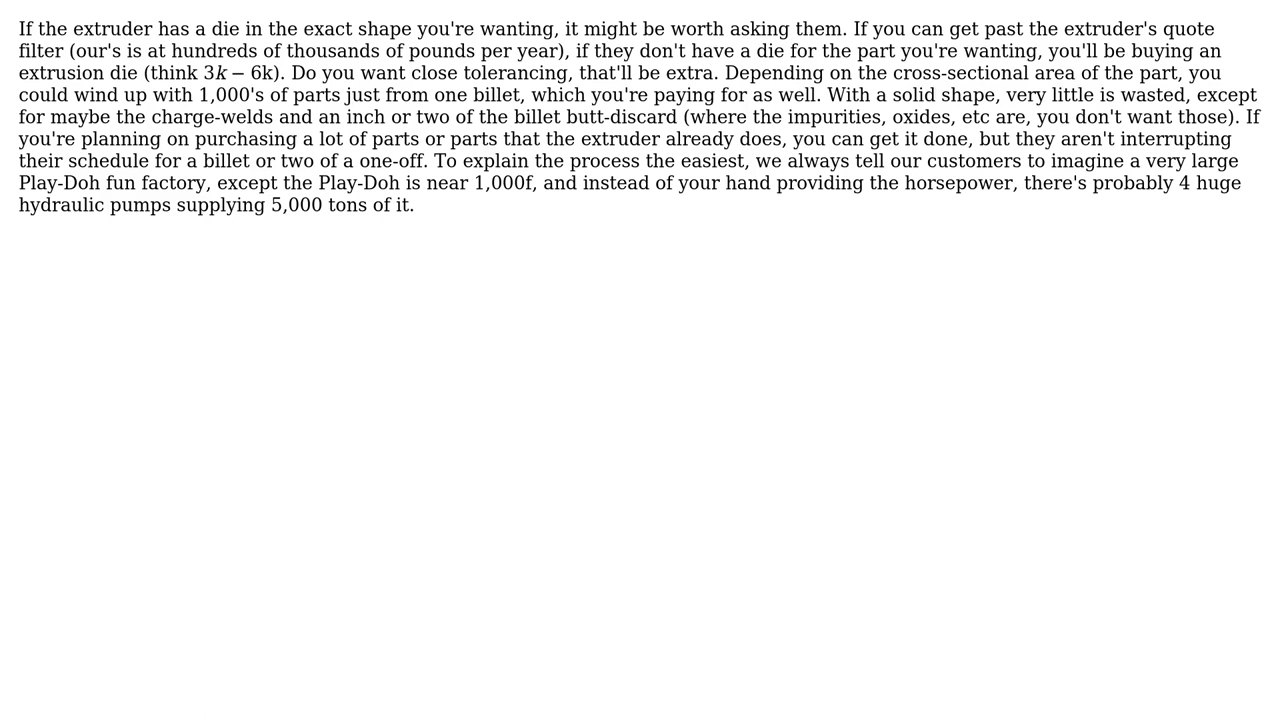 If the extruder has a die in the exact shape you're wanting, it might be worth asking them. If you can get past the extruder's quote
filter (our's is at hundreds of thousands of pounds per year), if they don't have a die for the part you're wanting, you'll be buying an
extrusion die (think 3k − 6k). Do you want close tolerancing, that'll be extra. Depending on the cross-sectional area of the part, you
could wind up with 1,000's of parts just from one billet, which you're paying for as well. With a solid shape, very little is wasted, except
for maybe the charge-welds and an inch or two of the billet butt-discard (where the impurities, oxides, etc are, you don't want those). If
you're planning on purchasing a lot of parts or parts that the extruder already does, you can get it done, but they aren't interrupting
their schedule for a billet or two of a one-off. To explain the process the easiest, we always tell our customers to imagine a very large
Play-Doh fun factory, except the Play-Doh is near 1,000f, and instead of your hand providing the horsepower, there's probably 4 huge
hydraulic pumps supplying 5,000 tons of it.